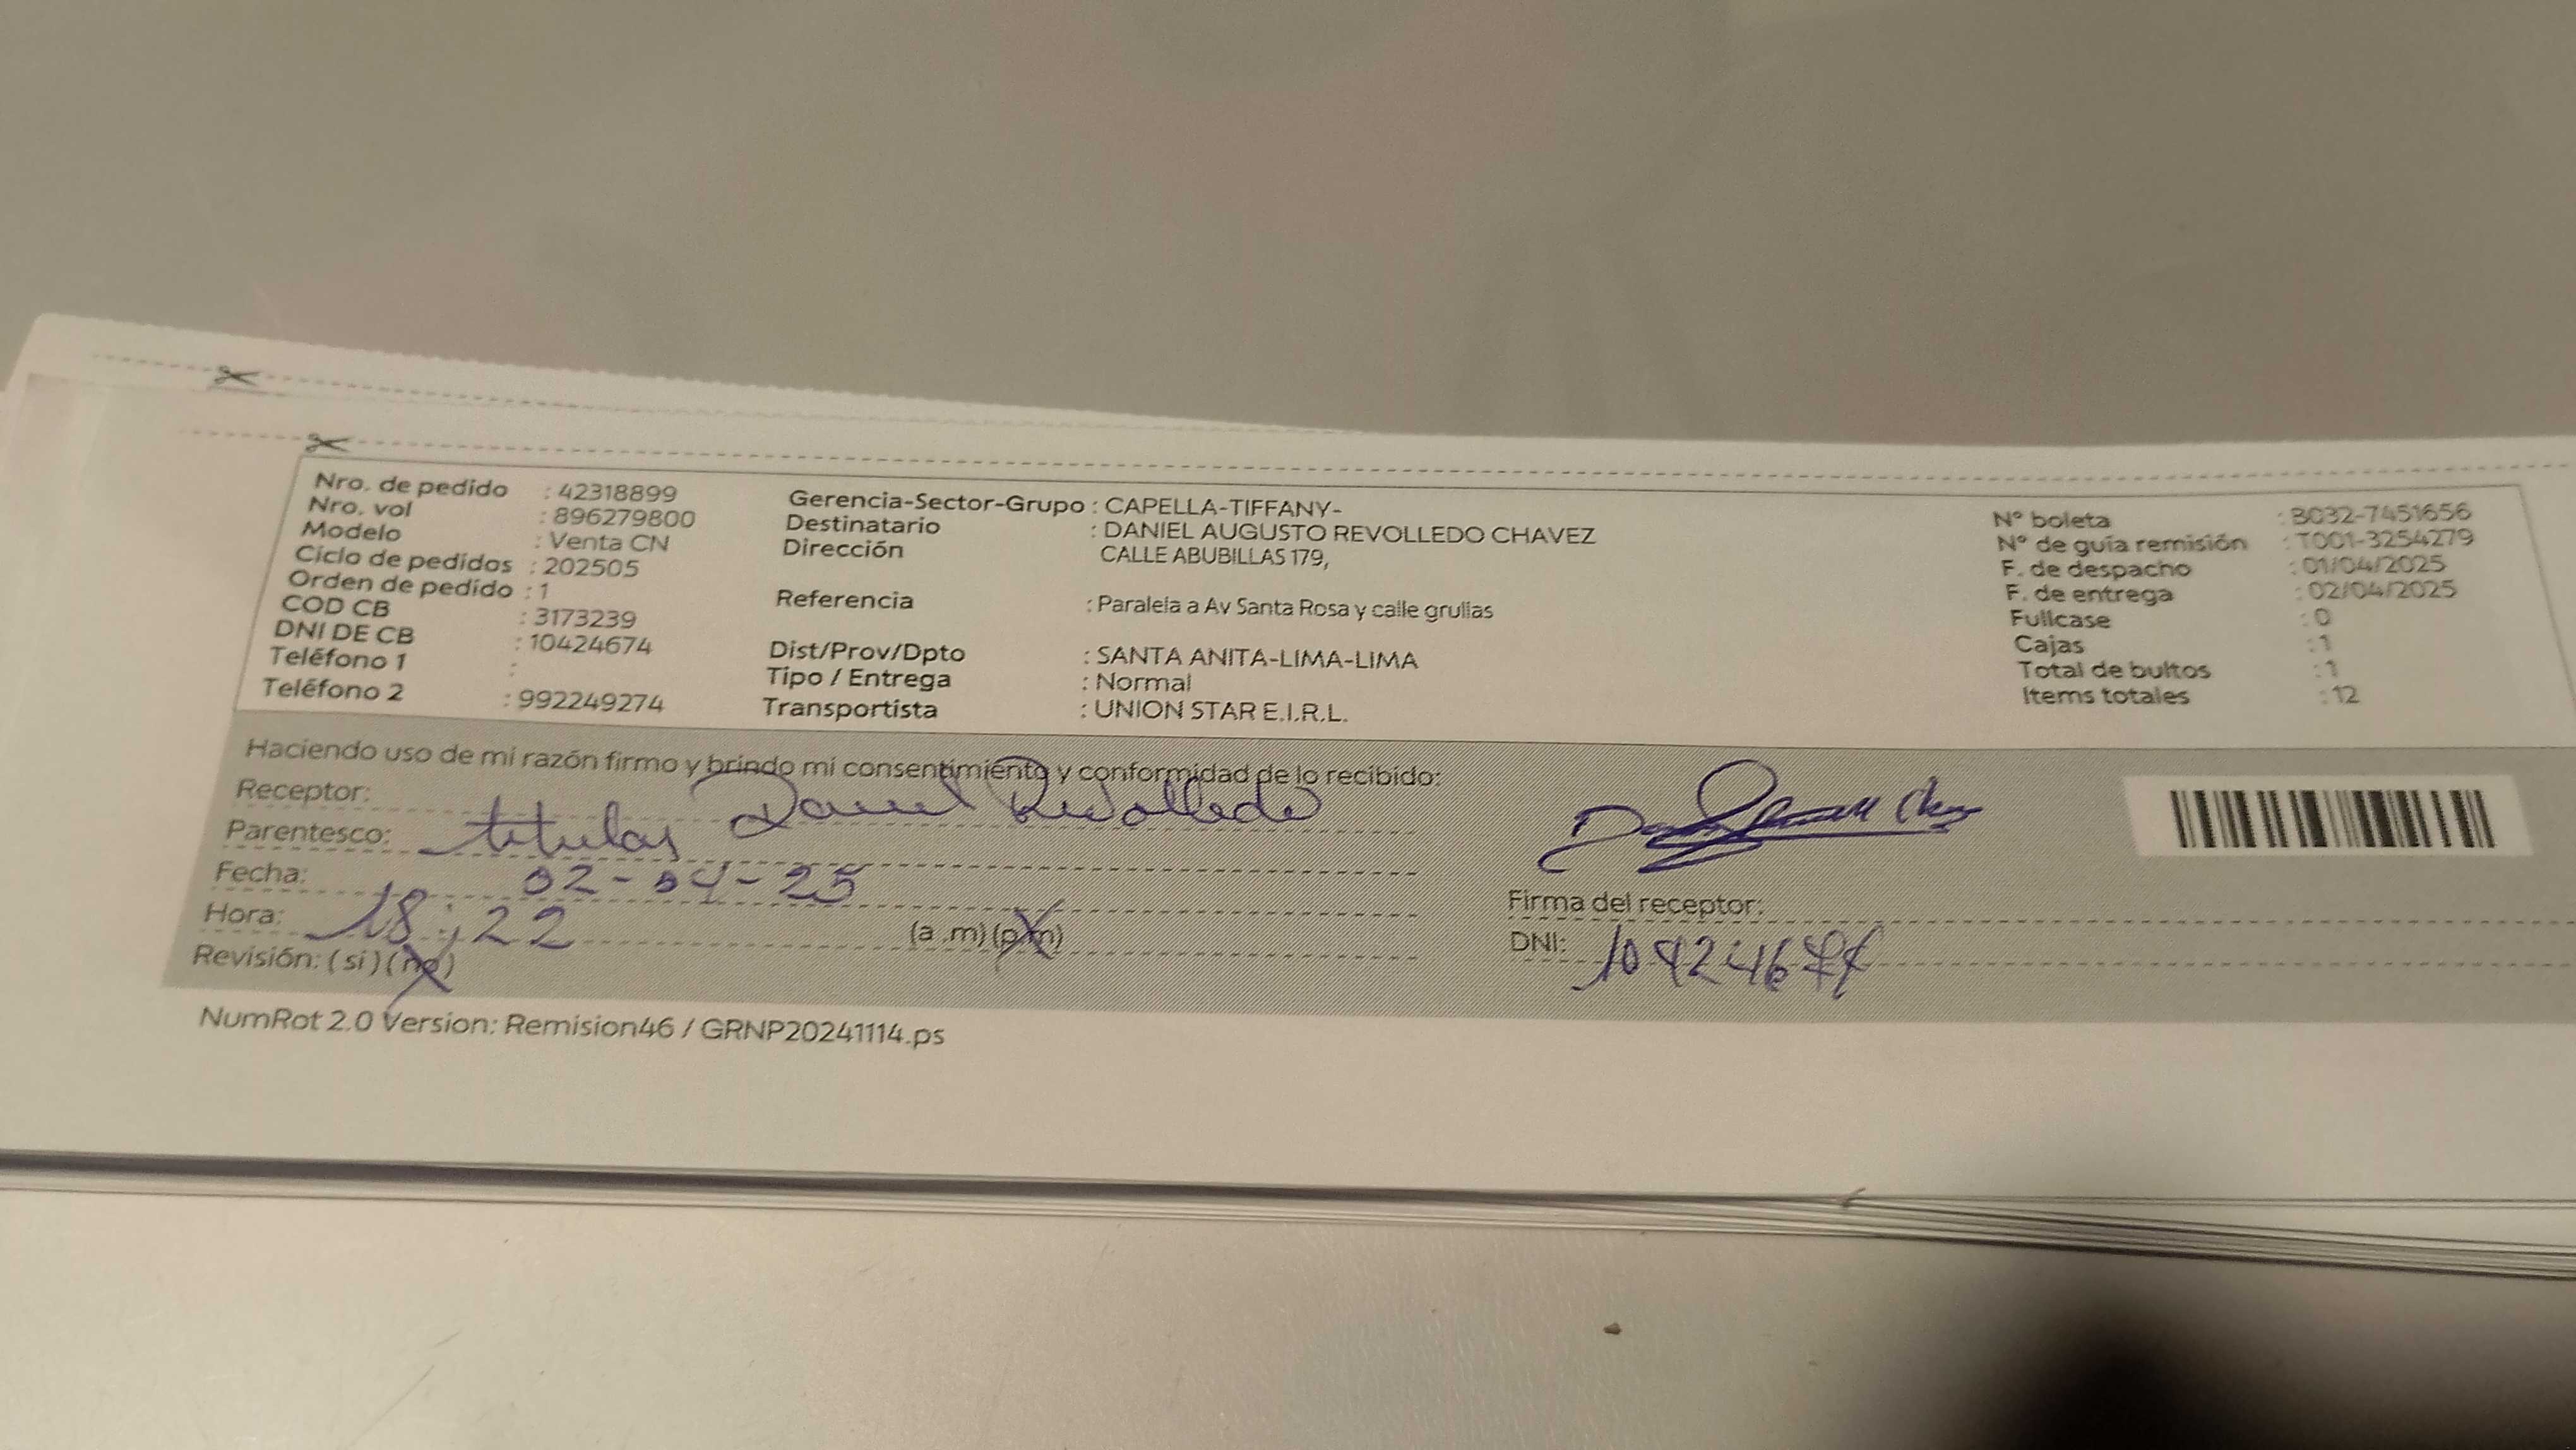 Nro. de pedido : 42318899
Nro. vol : 896279800
Modelo : Venta CN
Ciclo de pedidos : 202505
Orden de pedido : 1
COD CB : 3173239
DNI DE CB : 10424674
Teléfono 1 :
Teléfono 2 : 992249274
Gerencia-Sector-Grupo : CAPELLA-TIFFANY-
Destinatario : DANIEL AUGUSTO REVOLLEDO CHAVEZ
Dirección CALLE ABUBILLAS 179,
Referencia : Paralela a Av Santa Rosa y calle grullas
Dist/Prov/Dpto : SANTA ANITA-LIMA-LIMA
Tipo / Entrega : Normal
Transportista : UNION STAR E.I.R.L.
N° boleta : B032-7451656
N° de guía remisión : T001-3254279
F. de despacho : 01/04/2025
F. de entrega : 02/04/2025
Fullcase : 0
Cajas : 1
Total de bultos : 1
Items totales : 12
Haciendo uso de mi razón firmo y brindo mi consentimiento y conformidad de lo recibido:
Receptor: Daniel Revolledo
Parentesco: titular
Fecha: 02-04-25
Hora: 18:22 (a.m) (p.m)
Revisión: (si) (no)
Firma del receptor:
DNI: 10424674
NumRot 2.0 Version: Remision46 / GRNP20241114.ps